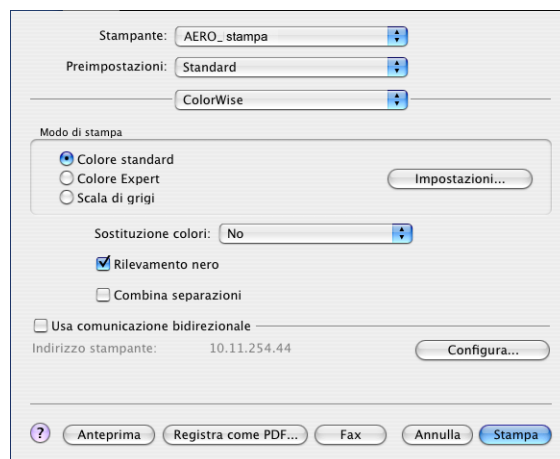 Stampante: AERO_ stampa
Preimpostazioni: Standard
ColorWise
Modo di stampa
Colore standard
Colore Expert
Impostazioni...
Scala di grigi
Sostituzione colori: No
Rilevamento nero
Combina separazioni
Usa comunicazione bidirezionale
Indirizzo stampante: 10.11.254.44 Configura...
? Anteprima Registra come PDF... Fax Annulla Stampa